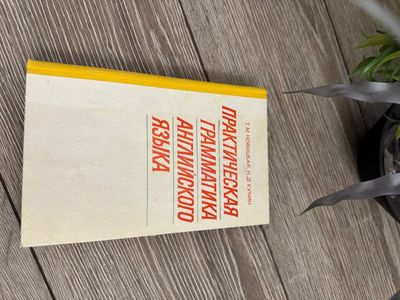 Т. М. НОВИЦКАЯ, Н. Д. КУЧИН
ПРАКТИЧЕСКАЯ
ГРАММАТИКА
АНГЛИЙСКОГО
ЯЗЫКА